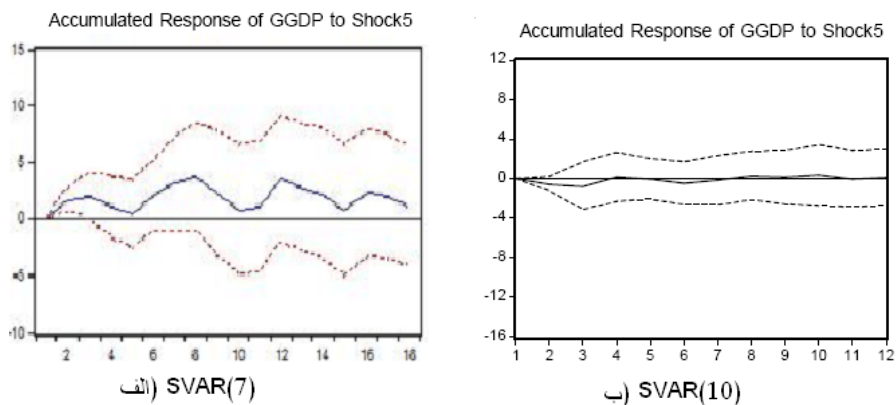 Accumulated Response of GGDP to Shock5
15
10
5
0
-5
-10
2 4 6 8 10 12 14 16 18
الف) SVAR(7)
Accumulated Response of GGDP to Shock5
12
8
4
0
-4
-8
-12
-16
1 2 3 4 5 6 7 8 9 10 11 12
ب) SVAR(10)